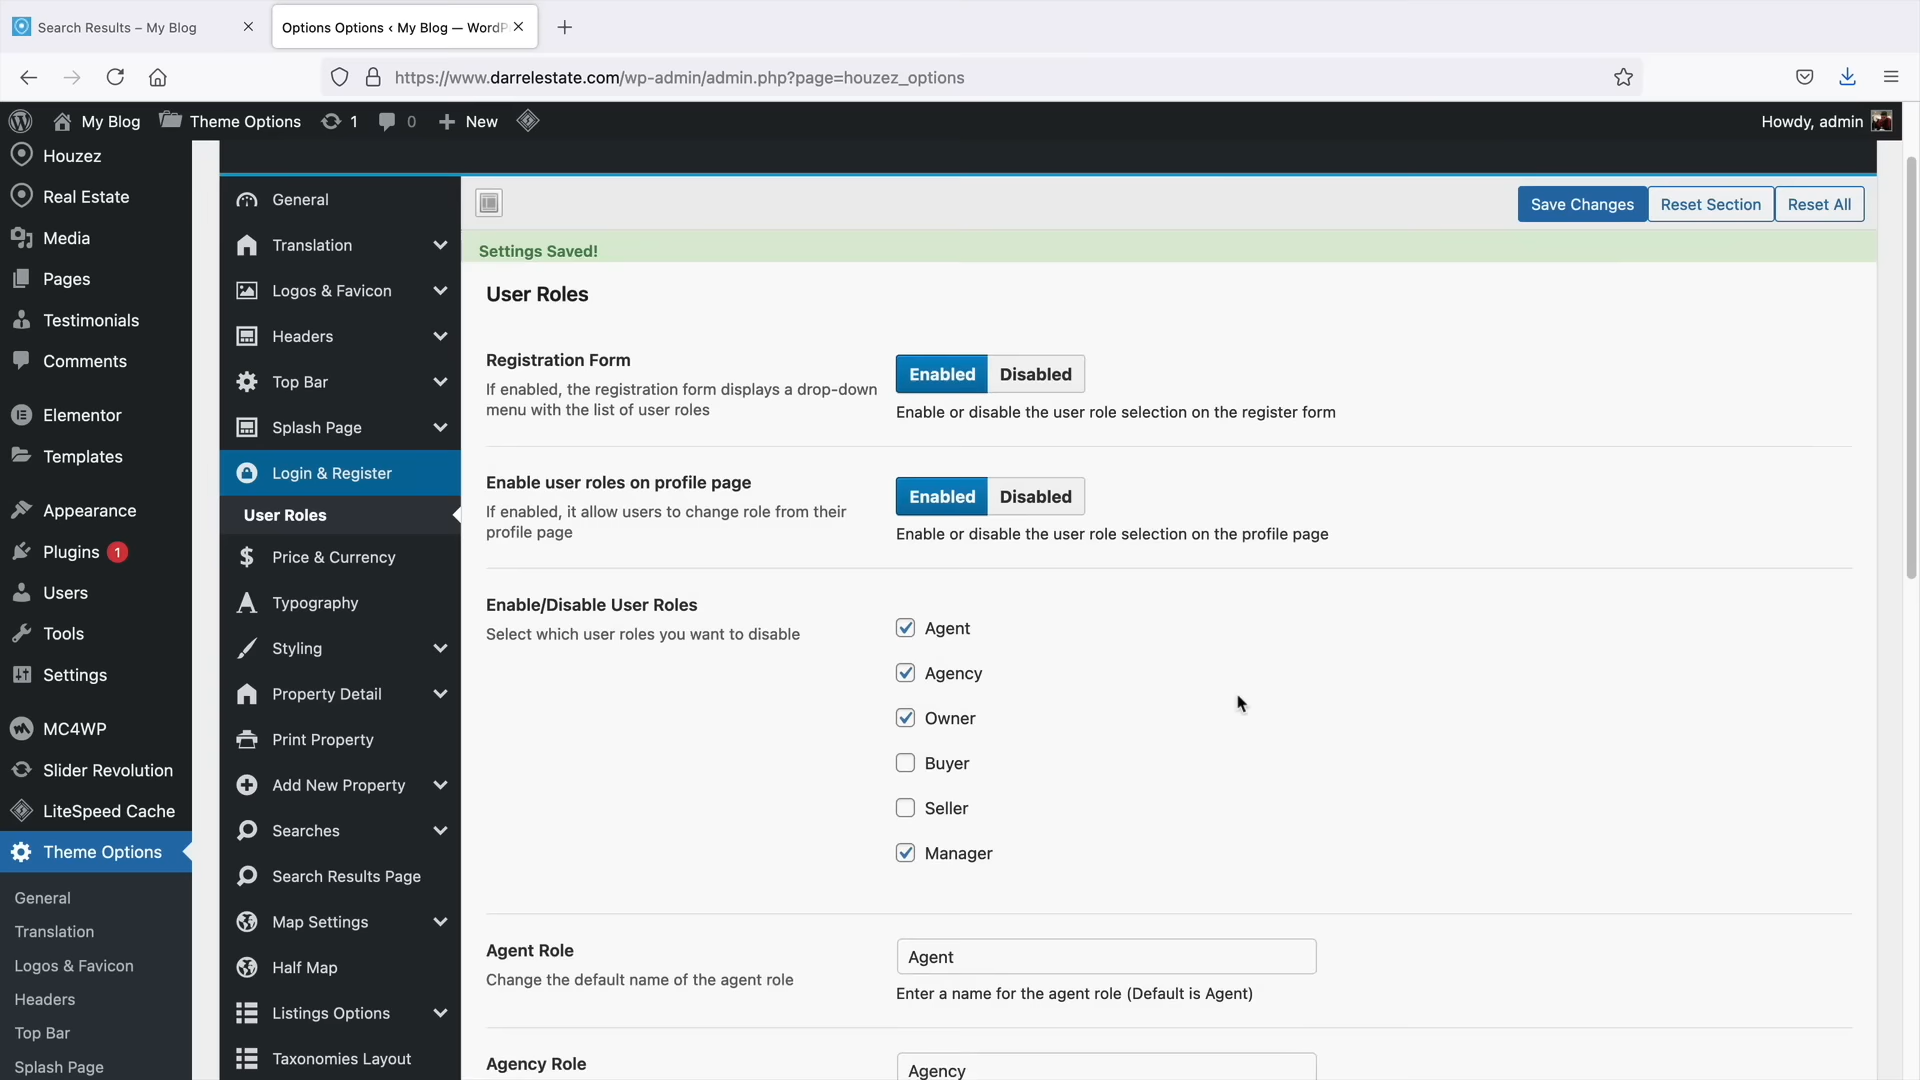 Search Results – My Blog
Options Options ‹ My Blog — WordP
https://www.darrelestate.com/wp-admin/admin.php?page=houzez_options
My Blog
Theme Options
1
0
New
Howdy, admin
Houzez
Real Estate
Media
Pages
Testimonials
Comments
Elementor
Templates
Appearance
Plugins 1
Users
Tools
Settings
MC4WP
Slider Revolution
LiteSpeed Cache
Theme Options
General
Translation
Logos & Favicon
Headers
Top Bar
Splash Page
General
Translation
Logos & Favicon
Headers
Top Bar
Splash Page
Login & Register
User Roles
Price & Currency
Typography
Styling
Property Detail
Print Property
Add New Property
Searches
Search Results Page
Map Settings
Half Map
Listings Options
Taxonomies Layout
Save Changes
Reset Section
Reset All
Settings Saved!
User Roles
Registration Form
If enabled, the registration form displays a drop-down
menu with the list of user roles
Enabled Disabled
Enable or disable the user role selection on the register form
Enable user roles on profile page
If enabled, it allow users to change role from their
profile page
Enabled Disabled
Enable or disable the user role selection on the profile page
Enable/Disable User Roles
Select which user roles you want to disable
Agent
Agency
Owner
Buyer
Seller
Manager
Agent Role
Change the default name of the agent role
Agent
Enter a name for the agent role (Default is Agent)
Agency Role
Agency